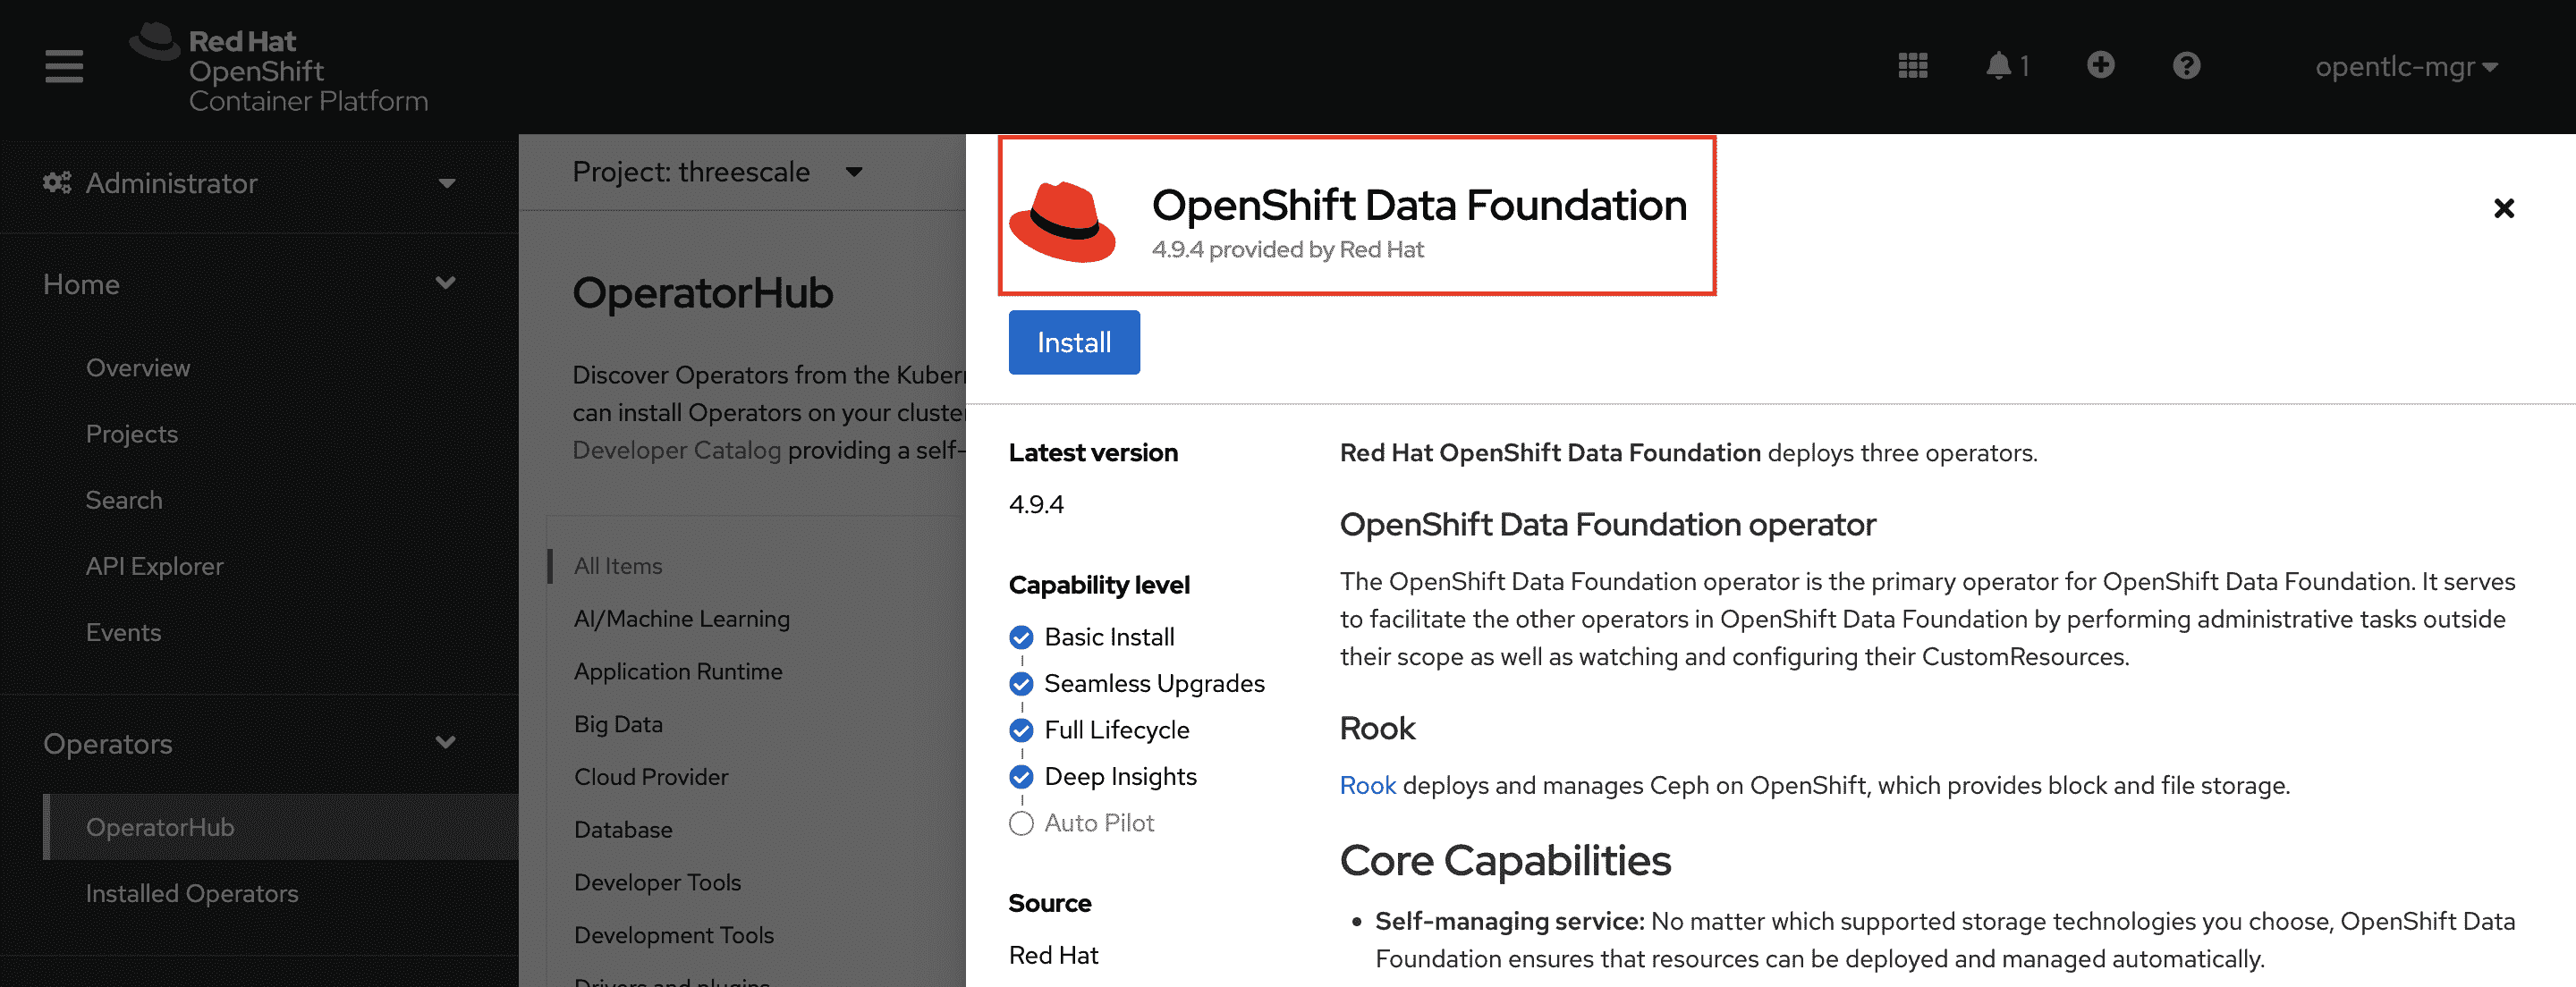 Red Hat
OpenShift
Container Platform
1
opentlc-mgr
Administrator
Home
Overview
Projects
Search
API Explorer
Events
Operators
OperatorHub
Installed Operators
Project: threescale
OperatorHub
Discover Operators from the Kubern
can install Operators on your cluste
Developer Catalog providing a self-
All Items
AI/Machine Learning
Application Runtime
Big Data
Cloud Provider
Database
Developer Tools
Development Tools
Drivers and plugins
OpenShift Data Foundation
4.9.4 provided by Red Hat
Install
Latest version
4.9.4
Capability level
Basic Install
Seamless Upgrades
Full Lifecycle
Deep Insights
Auto Pilot
Source
Red Hat
Red Hat OpenShift Data Foundation deploys three operators.
OpenShift Data Foundation operator
The OpenShift Data Foundation operator is the primary operator for OpenShift Data Foundation. It serves
to facilitate the other operators in OpenShift Data Foundation by performing administrative tasks outside
their scope as well as watching and configuring their CustomResources.
Rook
Rook deploys and manages Ceph on OpenShift, which provides block and file storage.
Core Capabilities
• Self-managing service: No matter which supported storage technologies you choose, OpenShift Data
Foundation ensures that resources can be deployed and managed automatically.